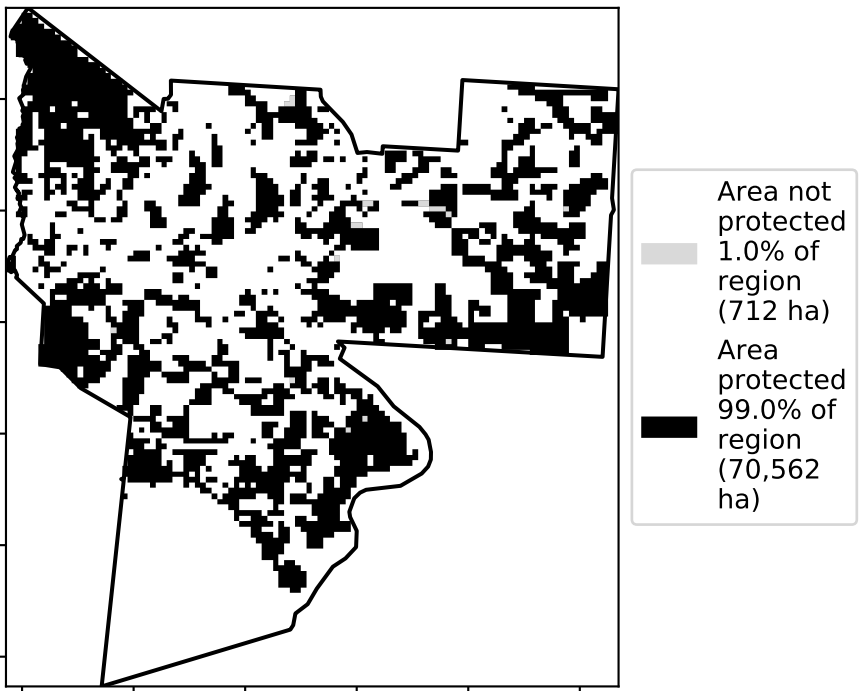 Area not
protected
1.0% of
region
(712 ha)
Area
protected
99.0% of
region
(70,562
ha)